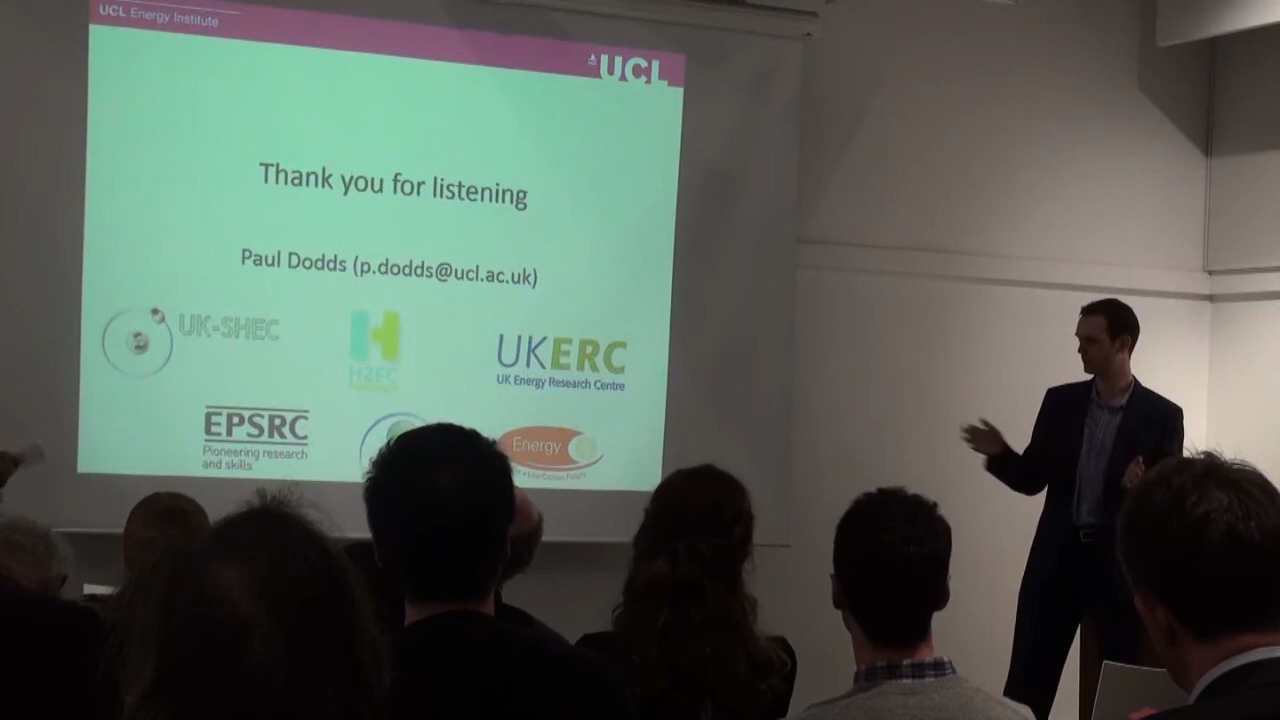 UCL Energy Institute
UCL
Thank you for listening
Paul Dodds (p.dodds@ucl.ac.uk)
UK-SHEC
H2FC
UKERC
UK Energy Research Centre
EPSRC
Pioneering research
and skills
Energy